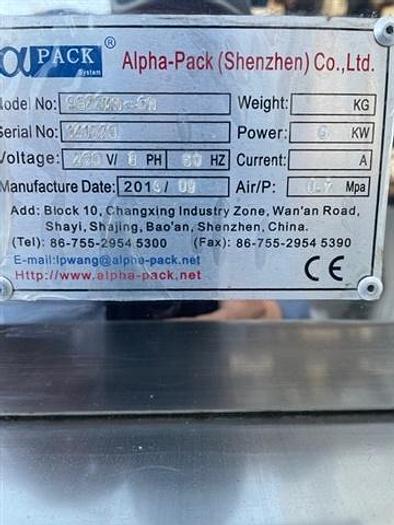 α PACK ® Alpha-Pack (Shenzhen) Co.,Ltd.
System
Model No: Weight: KG
Serial No: Power: 6 KW
Voltage: V/ PH 60 HZ Current: A
Manufacture Date: / 09 Air/P: Mpa
Add: Block 10, Changxing Industry Zone, Wan'an Road,
Shayi, Shajing, Bao'an, Shenzhen, China.
(Tel): 86-755-2954 5300 (Fax): 86-755-2954 5390
E-mail:lpwang@alpha-pack.net
Http://www.alpha-pack.net CE